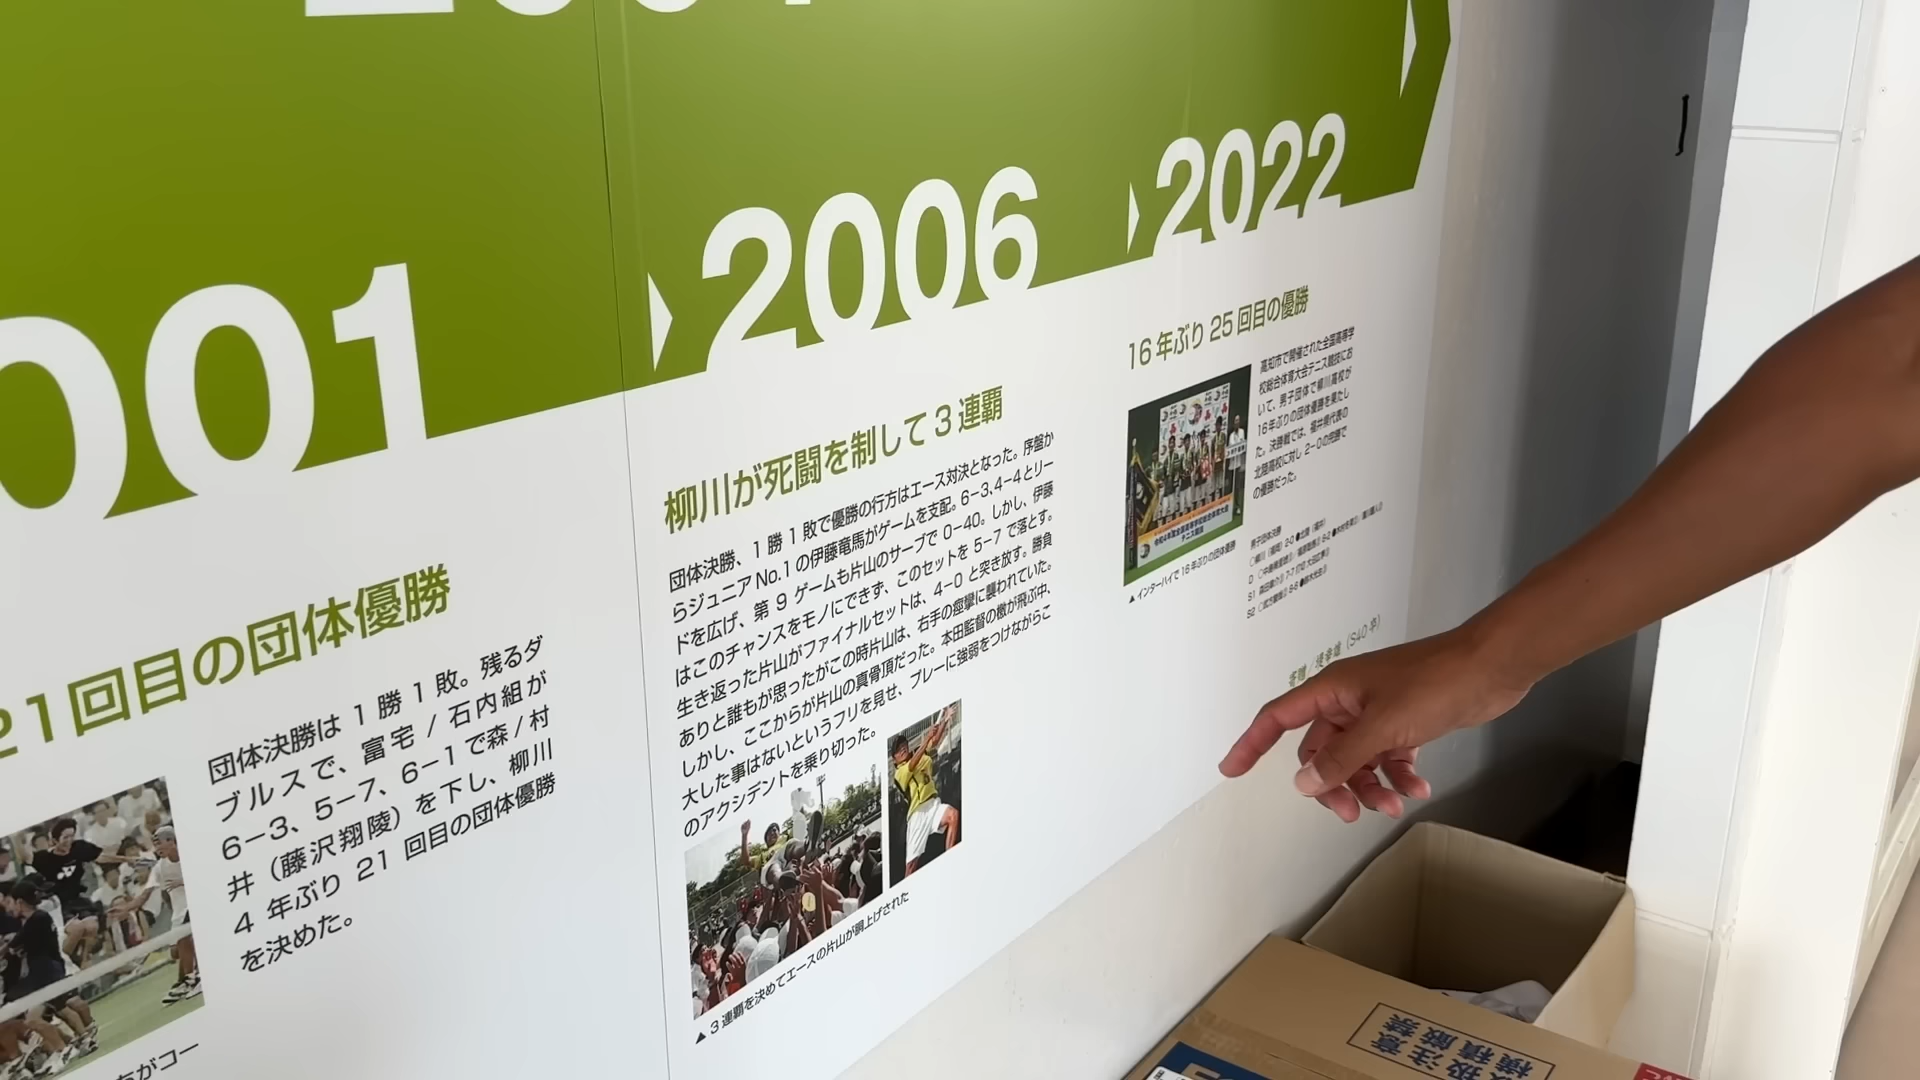 001
21回目の団体優勝
団体決勝は 1 勝 1 敗。残るダ
ブルスで、富宅 / 石内組が
6−3、5−7、6−1で森 / 村
井（藤沢翔陵）を下し、柳川
4 年ぶり 21 回目の団体優勝
を決めた。
2006
柳川が死闘を制して 3 連覇
団体決勝、1 勝 1 敗で優勝の行方はエース対決となった。序盤か
らジュニア No.1 の伊藤竜馬がゲームを支配。6−3、4−4とリー
ドを広げ、第 9 ゲームも片山のサーブで 0−40。しかし、伊藤
はこのチャンスをモノにできず、このセットを 5−7 で落とす。
生き返った片山がファイナルセットは、4−0 と突き放す。勝負
ありと誰もが思ったがこの時片山は、右手の痙攣に襲われていた。
しかし、ここからが片山の真骨頂だった。本田監督の檄が飛ぶ中、
大した事はないというフリを見せ、プレーに強弱をつけながらこ
のアクシデントを乗り切った。
▲ 3 連覇を決めてエースの片山が胴上げされた
2022
16 年ぶり 25 回目の優勝
高知市で開催された全国高等学
校総合体育大会テニス競技にお
いて、男子団体で柳川高校が
16年ぶりの団体優勝を果たし
た。決勝戦では、福井県代表の
北陸高校に対し 2−0の完勝で
の優勝だった。
▲ インターハイで 16 年ぶりの団体優勝
男子団体決勝
(S40 卒)